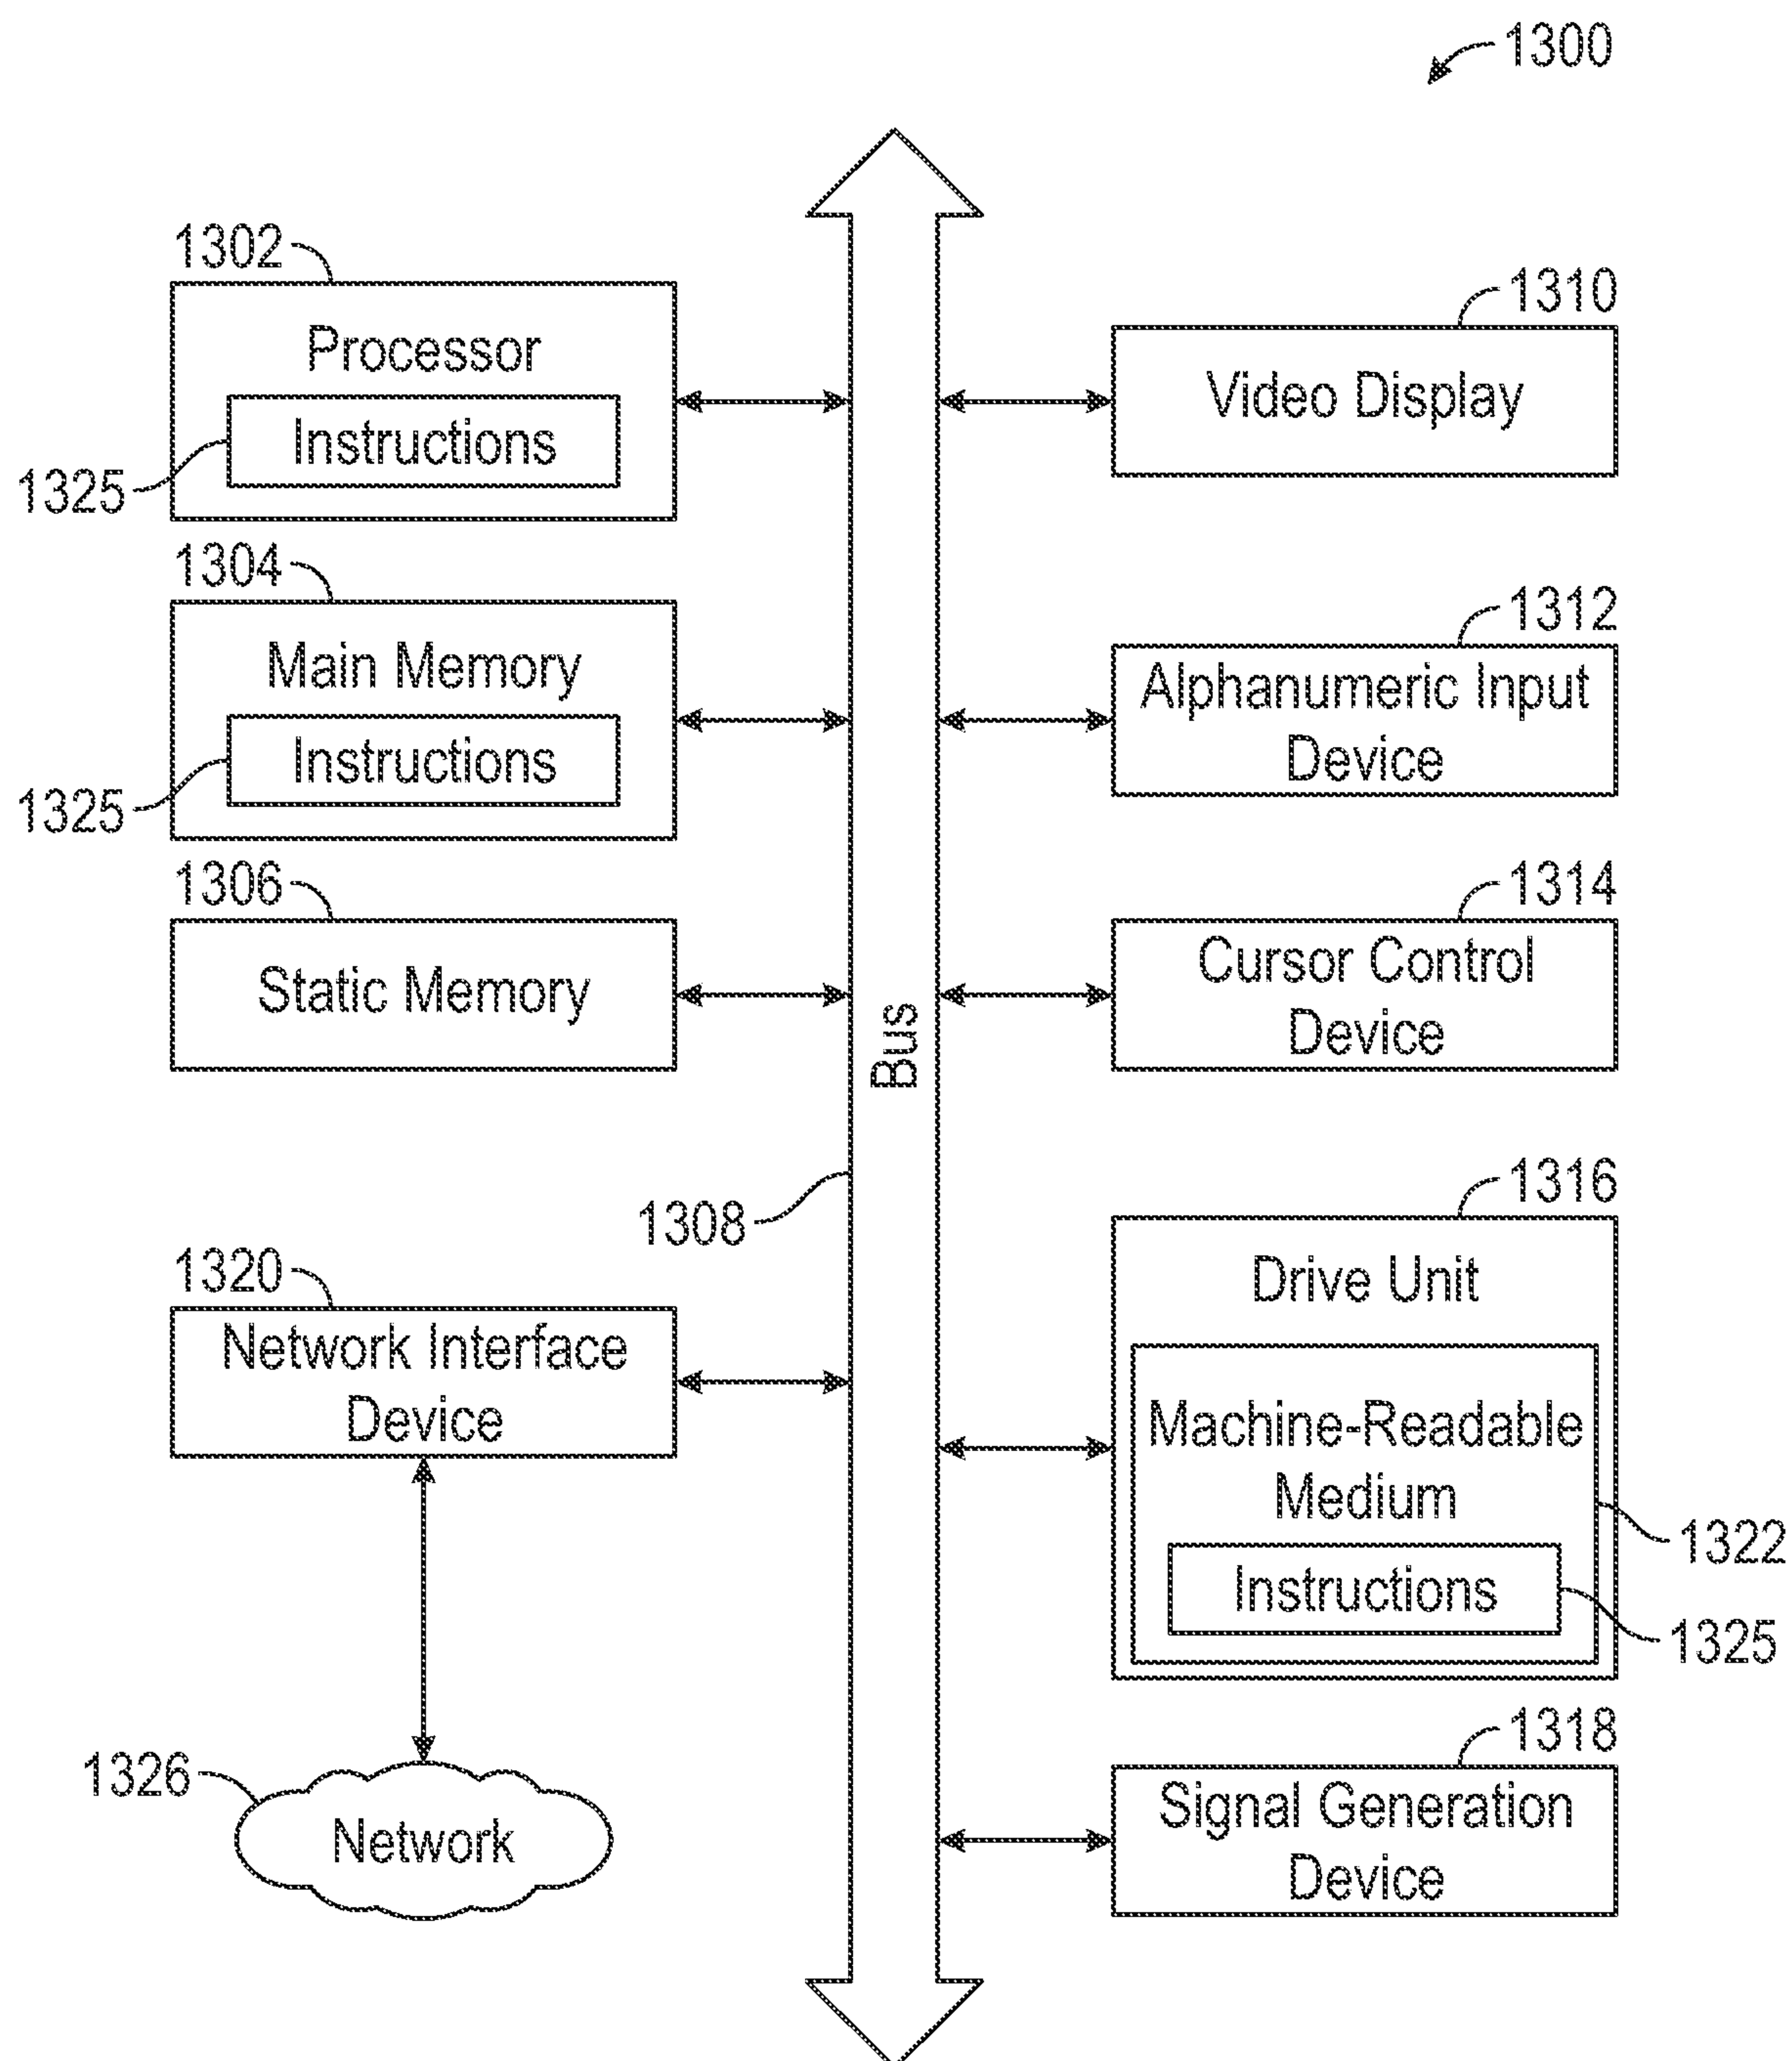 1300
1302
Processor
Instructions
1325
1304
Main Memory
Instructions
1325
1306
Static Memory
Bus
1308
1320
Network Interface
Device
1326
Network
1310
Video Display
1312
Alphanumeric Input
Device
1314
Cursor Control
Device
1316
Drive Unit
Machine-Readable
Medium
1322
Instructions
1325
1318
Signal Generation
Device